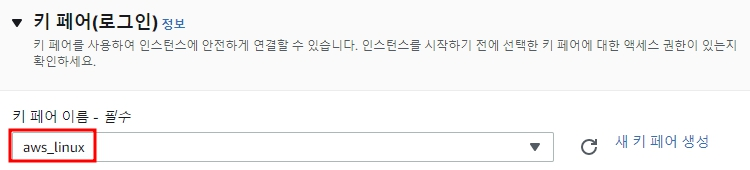 키 페어(로그인) 정보
키 페어를 사용하여 인스턴스에 안전하게 연결할 수 있습니다. 인스턴스를 시작하기 전에 선택한 키 페어에 대한 액세스 권한이 있는지
확인하세요.
키 페어 이름 - 필수
aws_linux
새 키 페어 생성